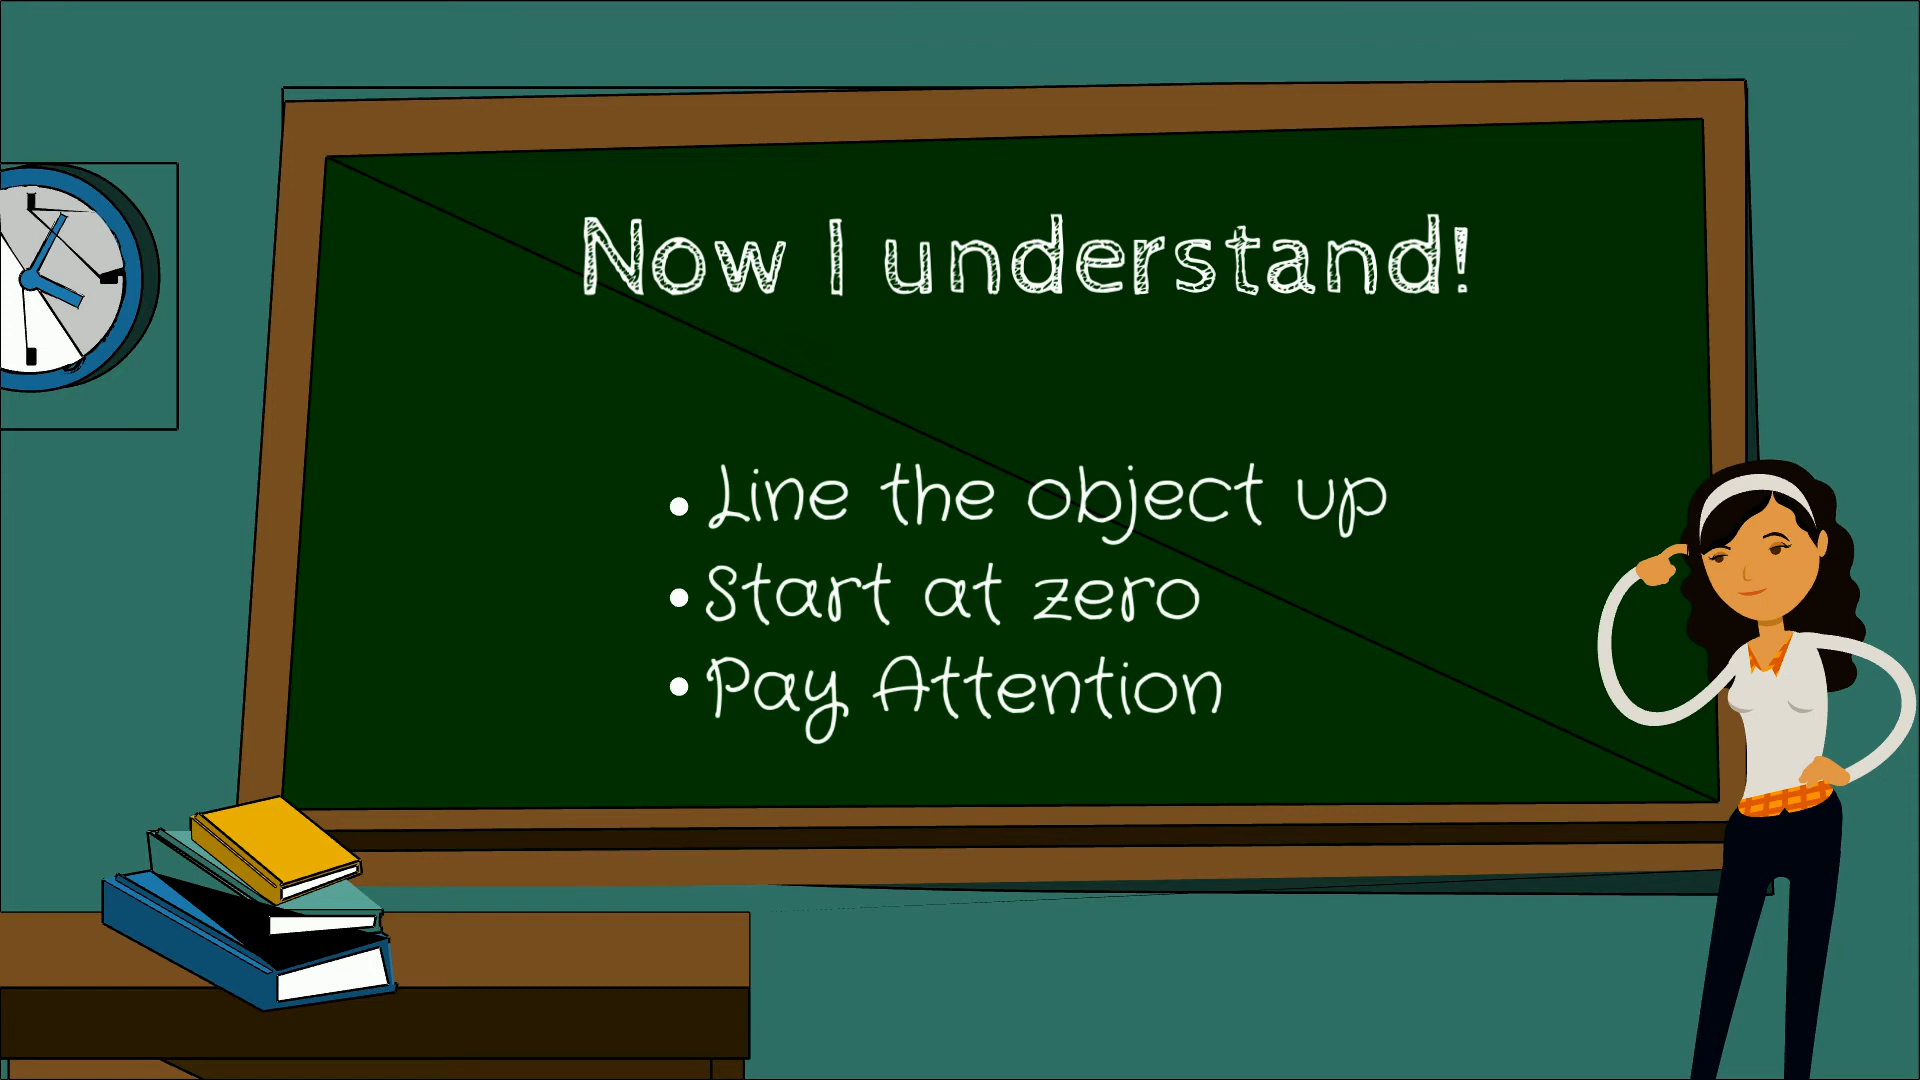 Now I understand!
• Line the object up
• Start at zero
• Pay Attention